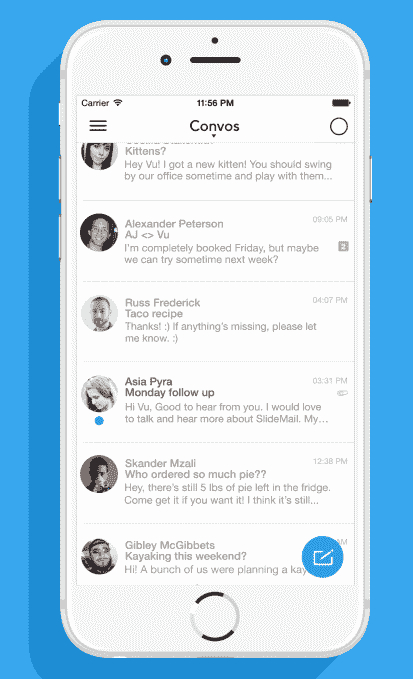 Carrier
11:56 PM
Convos
Kittens?
Hey Vu! I got a new kitten! You should swing
by our office sometime and play with them...
Alexander Peterson
09:05 PM
AJ <> Vu
I'm completely booked Friday, but maybe
2
we can try sometime next week?
Russ Frederick
04:07 PM
Taco recipe
Thanks! :) If anything's missing, please let
me know. :)
Asia Pyra
03:31 PM
Monday follow up
Hi Vu, Good to hear from you. I would love
to talk and hear more about SlideMail. My...
Skander Mzali
12:38 PM
Who ordered so much pie??
Hey, there's still 5 lbs of pie left in the fridge.
Come get it if you want it! I think it's still...
Gibley McGibbets
Kayaking this weekend?
Hi! A bunch of us were planning a kay